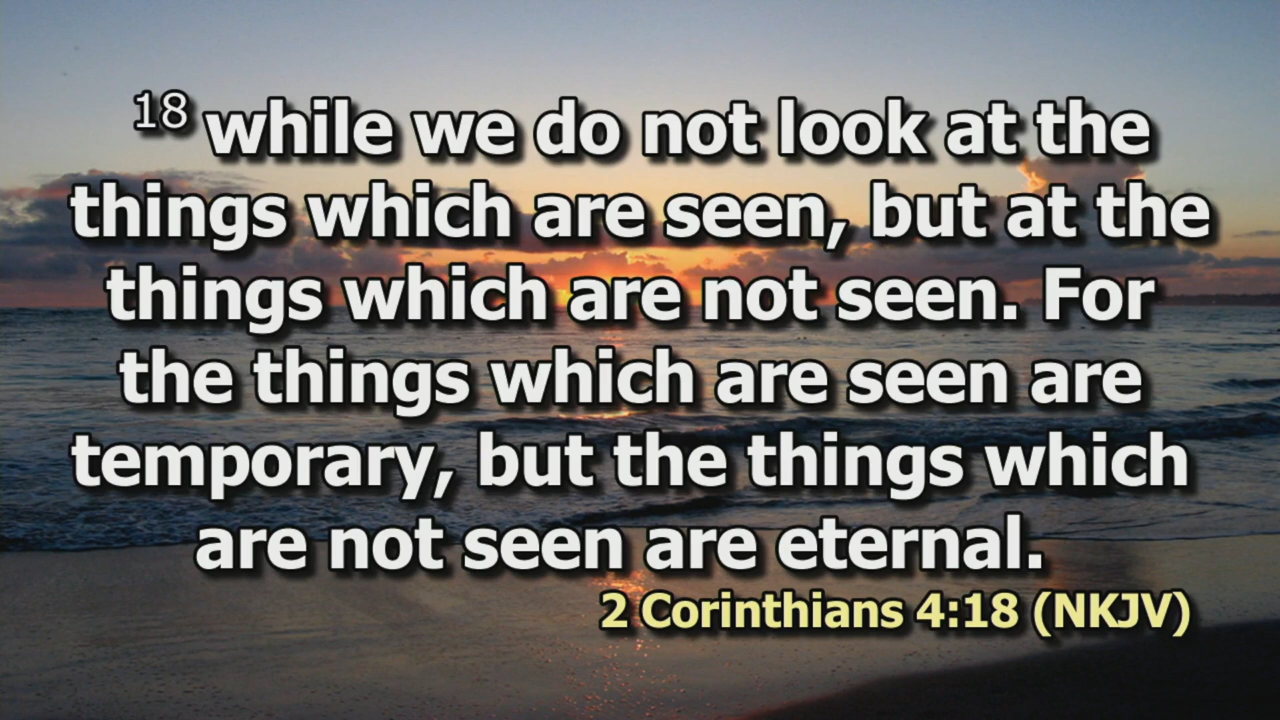 18 while we do not look at the
things which are seen, but at the
things which are not seen. For
the things which are seen are
temporary, but the things which
are not seen are eternal.
2 Corinthians 4:18 (NKJV)